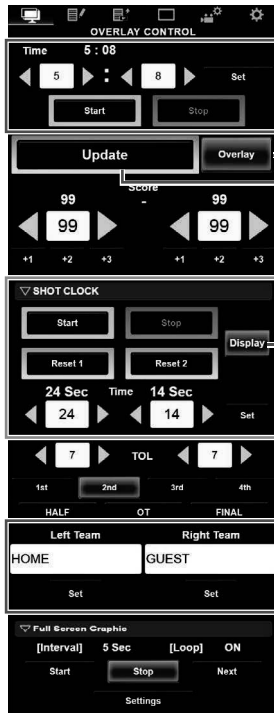 OVERLAY CONTROL
Time 5 : 08
5 : 8 Set
Start Stop
Update Overlay
Score
99 - 99
99 99
+1 +2 +3 +1 +2 +3
SHOT CLOCK
Start Stop
Display
Reset 1 Reset 2
24 Sec Time 14 Sec
24 14 Set
7 TOL 7
1st 2nd 3rd 4th
HALF OT FINAL
Left Team Right Team
HOME GUEST
Set Set
Full Screen Graphic
[Interval] 5 Sec [Loop] ON
Start Stop Next
Settings